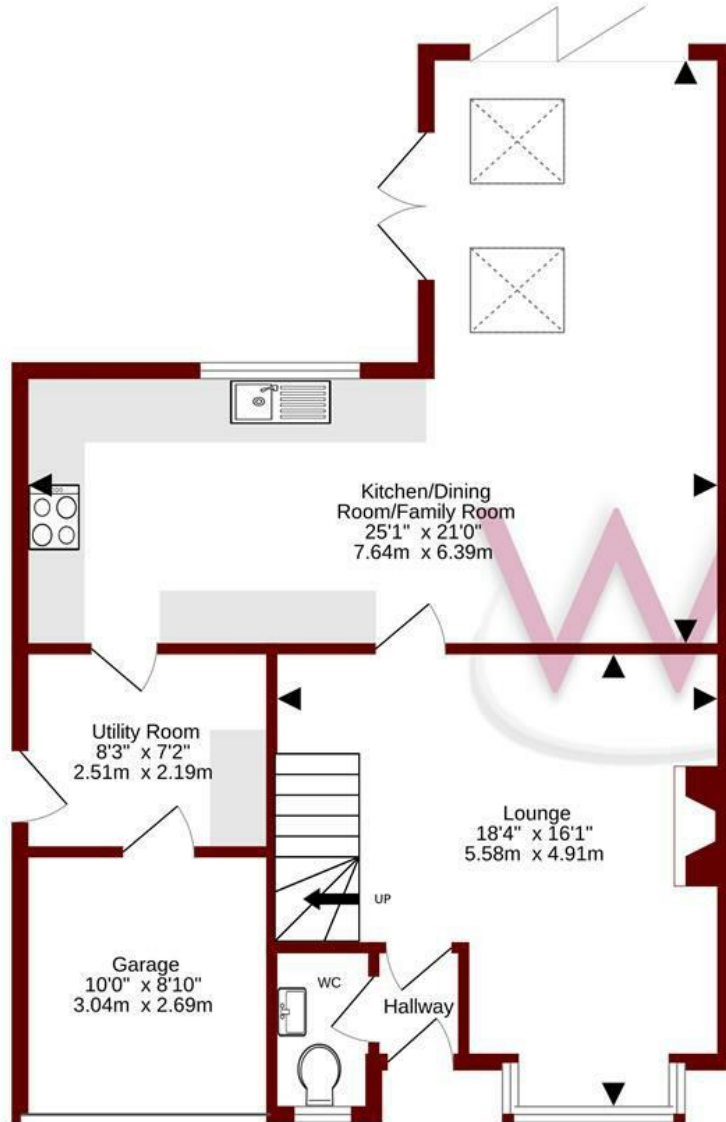 Kitchen/Dining
Room/Family Room
25'1" x 21'0"
7.64m x 6.39m
Utility Room
8'3" x 7'2"
2.51m x 2.19m
Lounge
18'4" x 16'1"
5.58m x 4.91m
UP
Garage
10'0" x 8'10"
3.04m x 2.69m
WC
Hallway
W